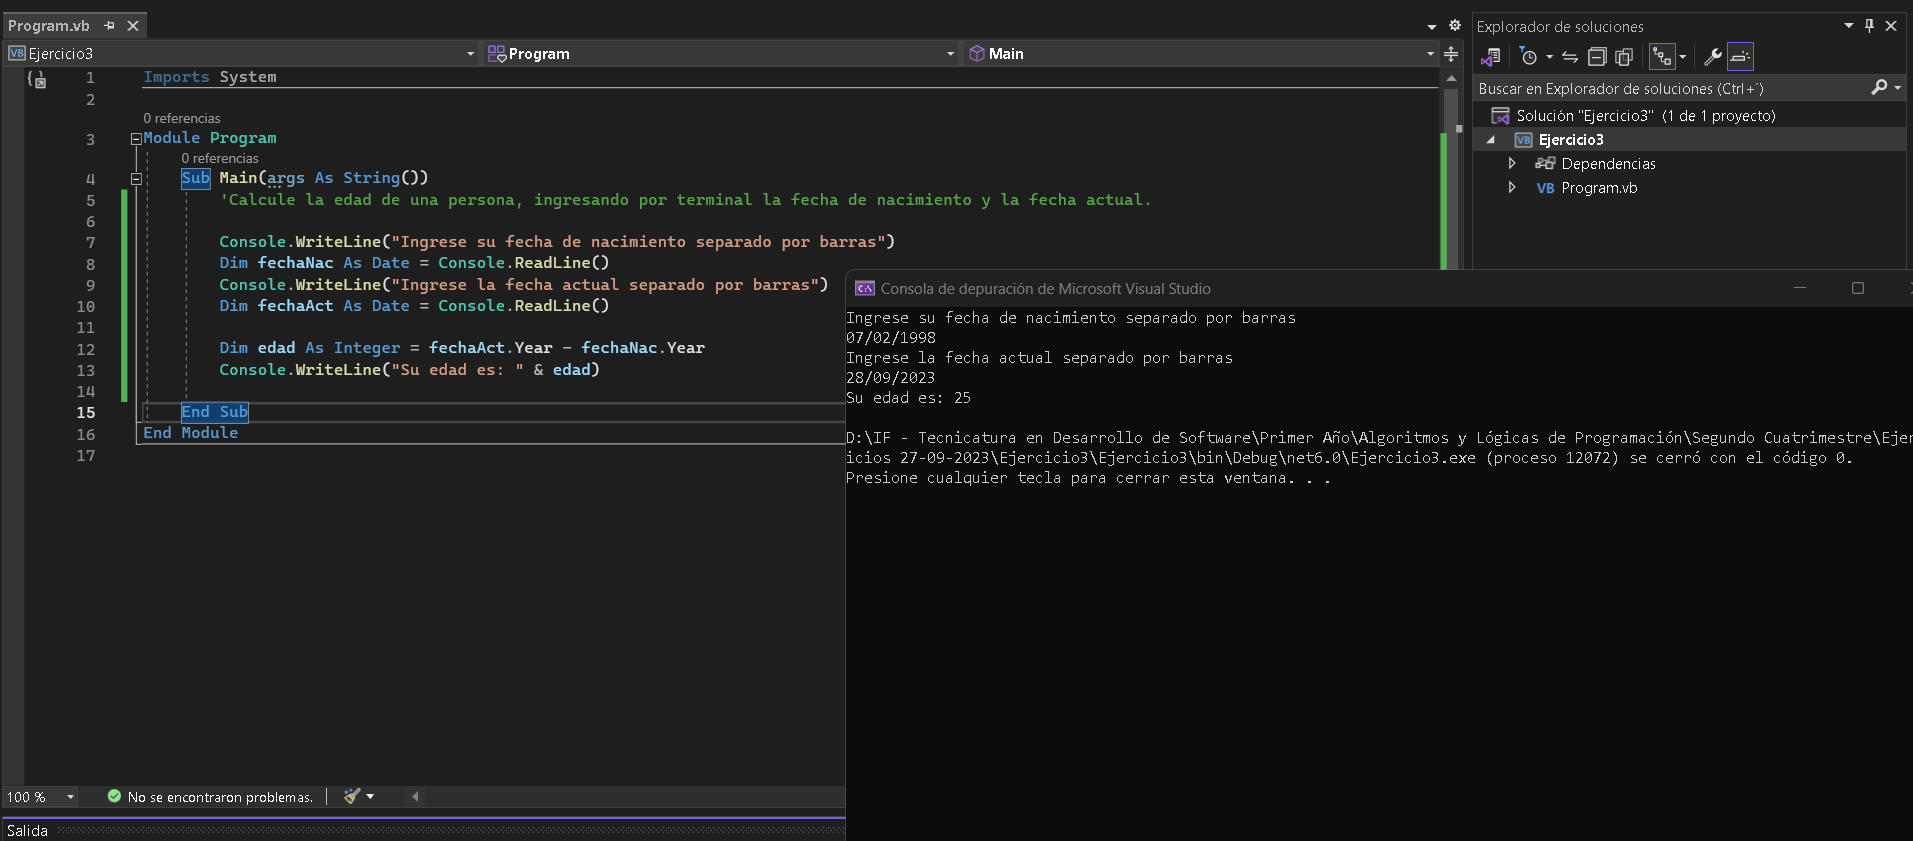 Program.vb
Ejercicio3
Program
Main
1 Imports System
2
0 referencias
3 Module Program
0 referencias
4 Sub Main(args As String())
5 'Calcule la edad de una persona, ingresando por terminal la fecha de nacimiento y la fecha actual.
6
7 Console.WriteLine("Ingrese su fecha de nacimiento separado por barras")
8 Dim fechaNac As Date = Console.ReadLine()
9 Console.WriteLine("Ingrese la fecha actual separado por barras")
10 Dim fechaAct As Date = Console.ReadLine()
11
12 Dim edad As Integer = fechaAct.Year - fechaNac.Year
13 Console.WriteLine("Su edad es: " & edad)
14
15 End Sub
16 End Module
17
100 %
No se encontraron problemas.
Salida
Explorador de soluciones
Buscar en Explorador de soluciones (Ctrl+´)
Solución "Ejercicio3" (1 de 1 proyecto)
VB Ejercicio3
Dependencias
VB Program.vb
Consola de depuración de Microsoft Visual Studio
Ingrese su fecha de nacimiento separado por barras
07/02/1998
Ingrese la fecha actual separado por barras
28/09/2023
Su edad es: 25
D:\IF - Tecnicatura en Desarrollo de Software\Primer Año\Algoritmos y Lógicas de Programación\Segundo Cuatrimestre\Ejer
icios 27-09-2023\Ejercicio3\Ejercicio3\bin\Debug\net6.0\Ejercicio3.exe (proceso 12072) se cerró con el código 0.
Presione cualquier tecla para cerrar esta ventana. . .